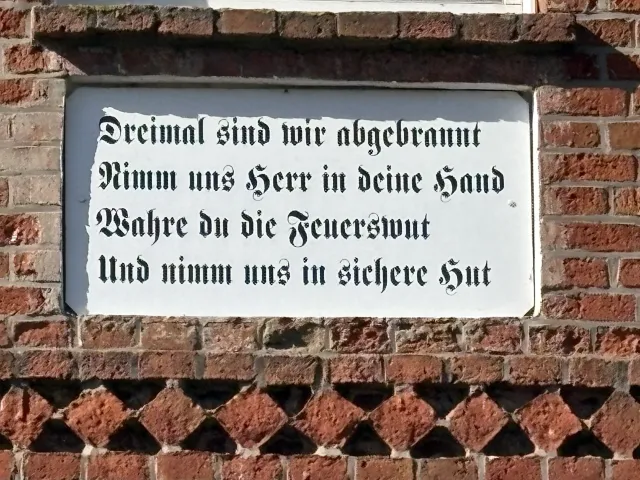 Dreimal sind wir abgebrannt
Nimm uns Herr in deine Hand
Wahre du die Feuerswut
Und nimm uns in sichere Hut